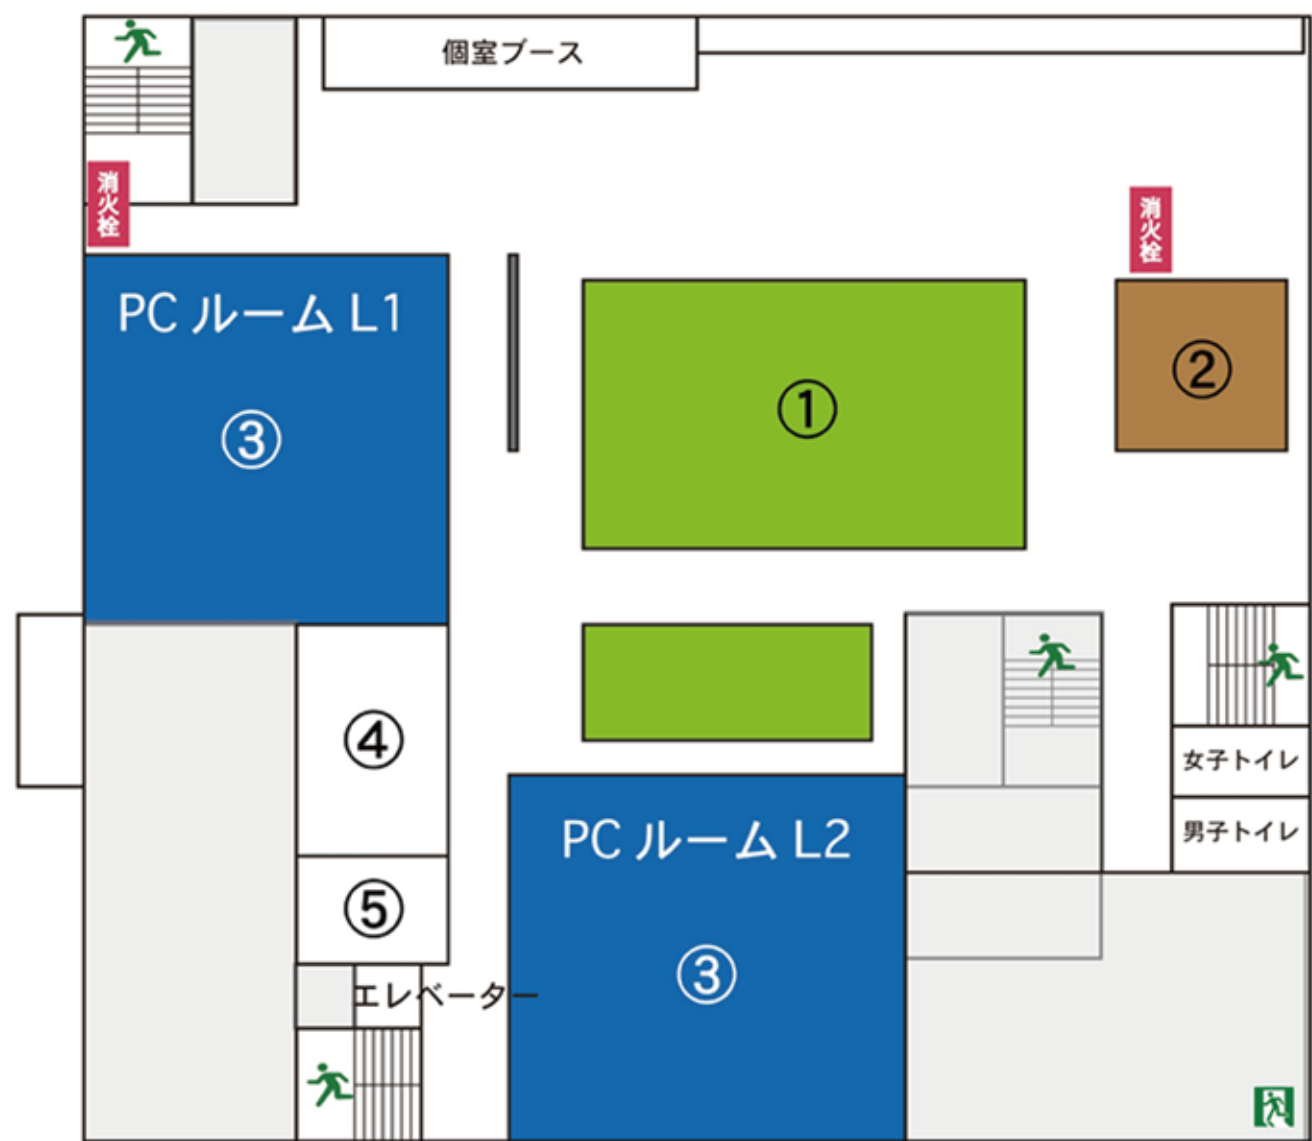 個室ブース
消火栓
消火栓
PC ルーム L1
③
①
②
④
女子トイレ
男子トイレ
PC ルーム L2
⑤
③
エレベーター